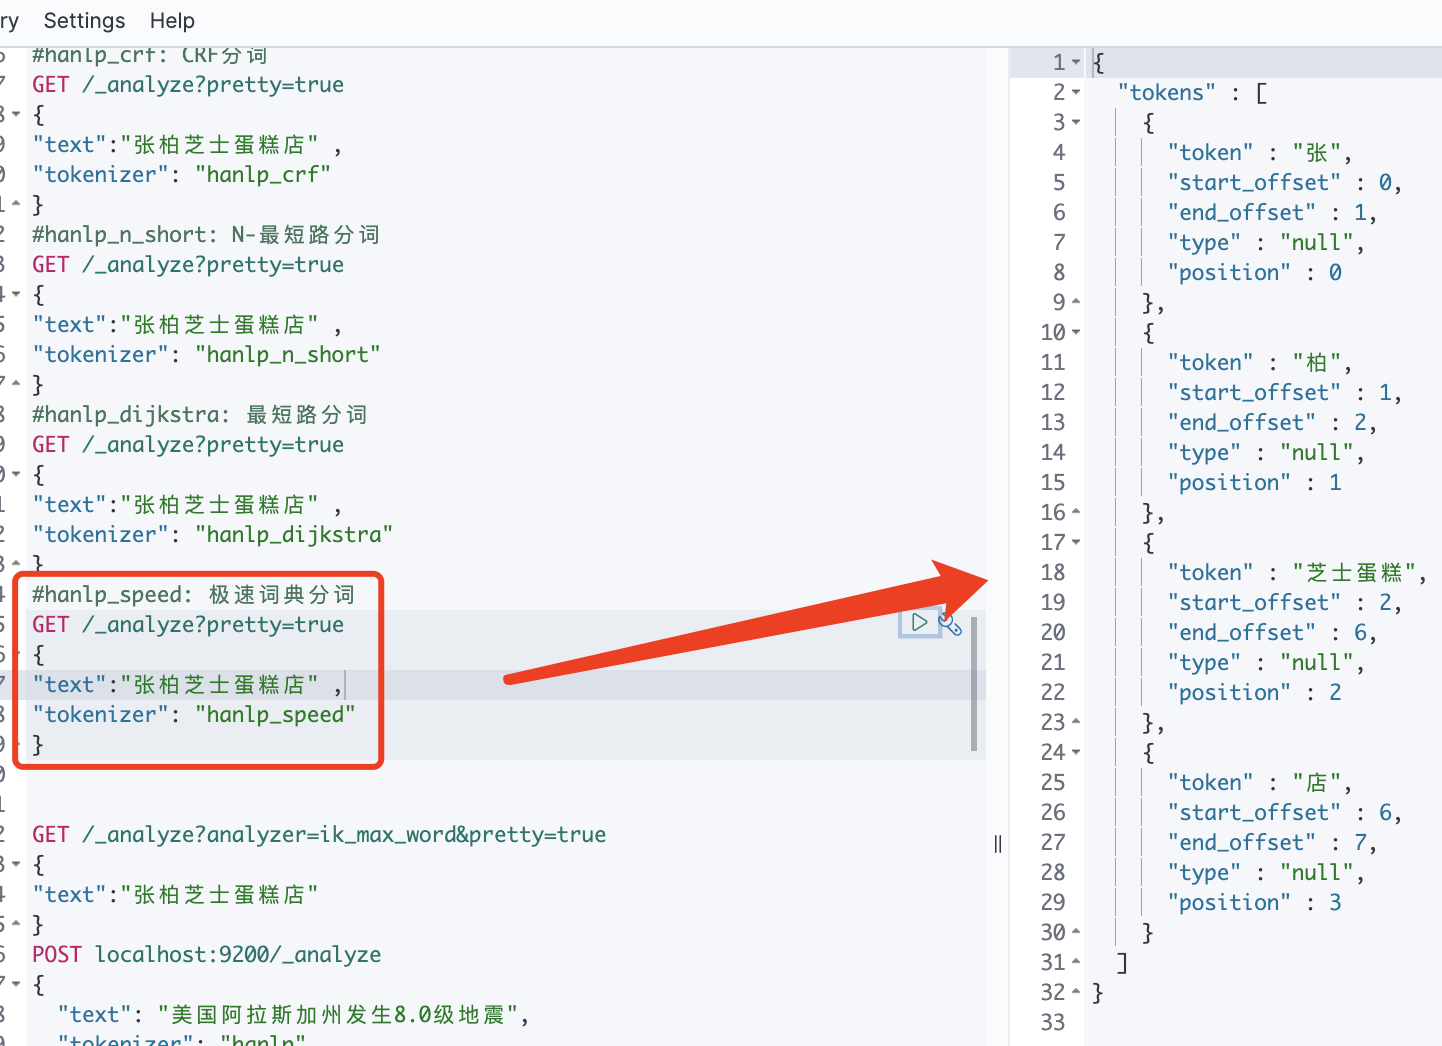 ry Settings Help
#hanlp_crf: CRF分词
GET /_analyze?pretty=true
{
"text":"张柏芝士蛋糕店" ,
"tokenizer": "hanlp_crf"
}
#hanlp_n_short: N-最短路分词
GET /_analyze?pretty=true
{
"text":"张柏芝士蛋糕店" ,
"tokenizer": "hanlp_n_short"
}
#hanlp_dijkstra: 最短路分词
GET /_analyze?pretty=true
{
"text":"张柏芝士蛋糕店" ,
"tokenizer": "hanlp_dijkstra"
}
#hanlp_speed: 极速词典分词
GET /_analyze?pretty=true
{
"text":"张柏芝士蛋糕店" ,
"tokenizer": "hanlp_speed"
}
GET /_analyze?analyzer=ik_max_word&pretty=true
{
"text":"张柏芝士蛋糕店"
}
POST localhost:9200/_analyze
{
"text": "美国阿拉斯加州发生8.0级地震",
"tokenizer": "hanlp"
1 {
2 "tokens" : [
3 {
4 "token" : "张",
5 "start_offset" : 0,
6 "end_offset" : 1,
7 "type" : "null",
8 "position" : 0
9 },
10 {
11 "token" : "柏",
12 "start_offset" : 1,
13 "end_offset" : 2,
14 "type" : "null",
15 "position" : 1
16 },
17 {
18 "token" : "芝士蛋糕",
19 "start_offset" : 2,
20 "end_offset" : 6,
21 "type" : "null",
22 "position" : 2
23 },
24 {
25 "token" : "店",
26 "start_offset" : 6,
27 "end_offset" : 7,
28 "type" : "null",
29 "position" : 3
30 }
31 ]
32 }
33